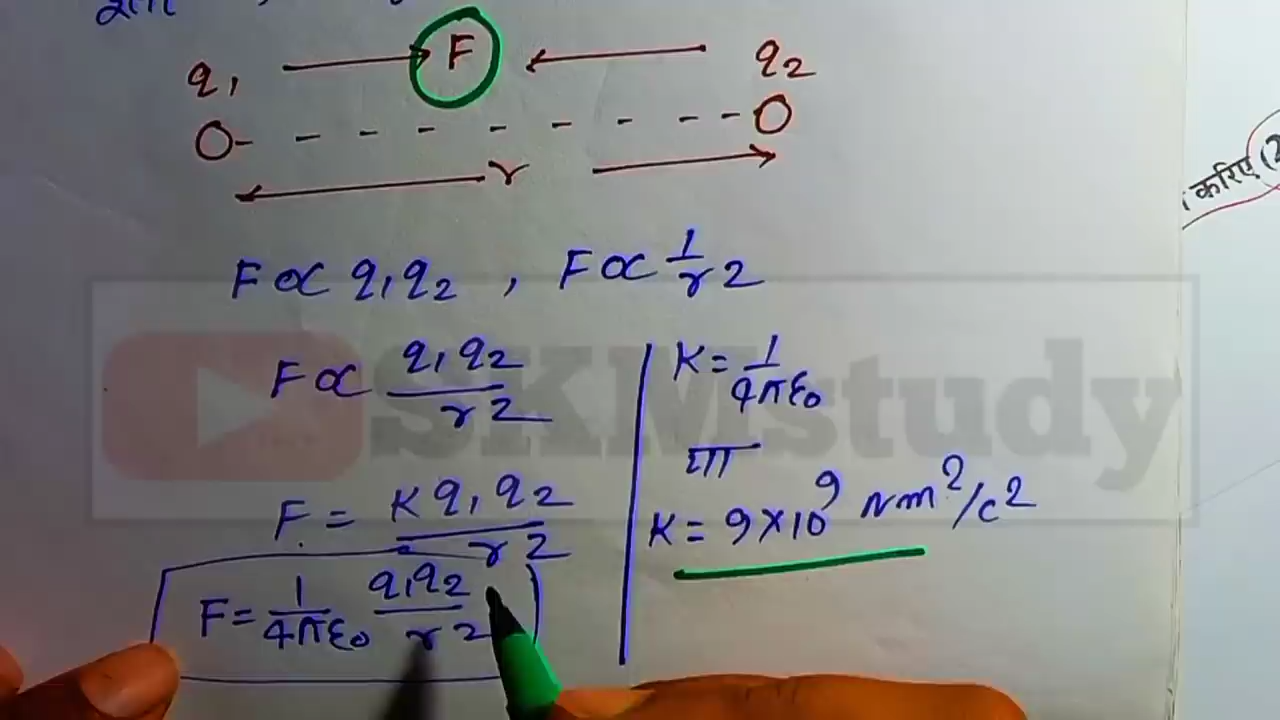 q₁ F q₂
r
F ∝ q₁q₂ , F ∝ 1/r2
F ∝ q₁q₂/r2
K = 1/4πε₀
F = Kq₁q₂/r2
K = 9×10⁹ Nm²/c²
F = 1/4πε₀ q₁q₂/r2
SKMstudy
करिए (2